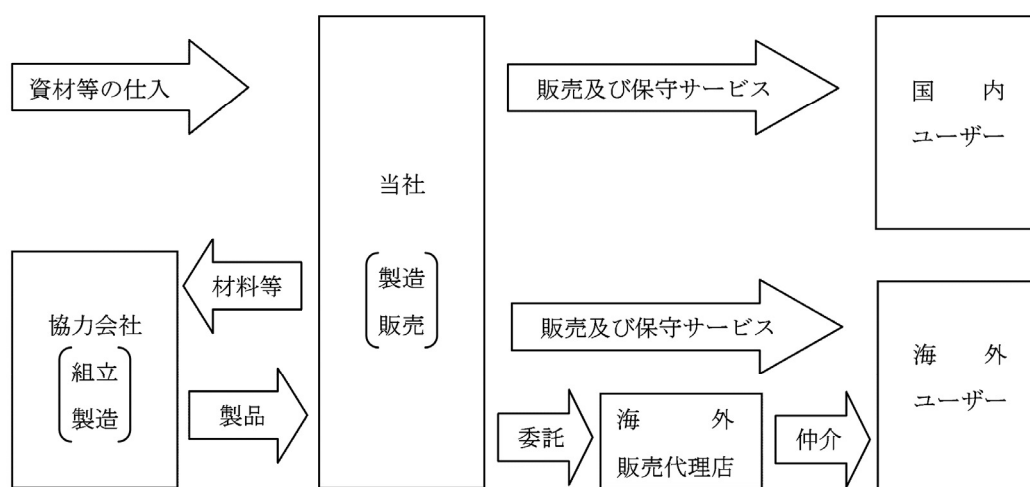 資材等の仕入
販売及び保守サービス
国　　内
ユーザー
当社
製造
販売
材料等
協力会社
組立
製造
製品
販売及び保守サービス
海　　外
ユーザー
委託
海　　外
販売代理店
仲介